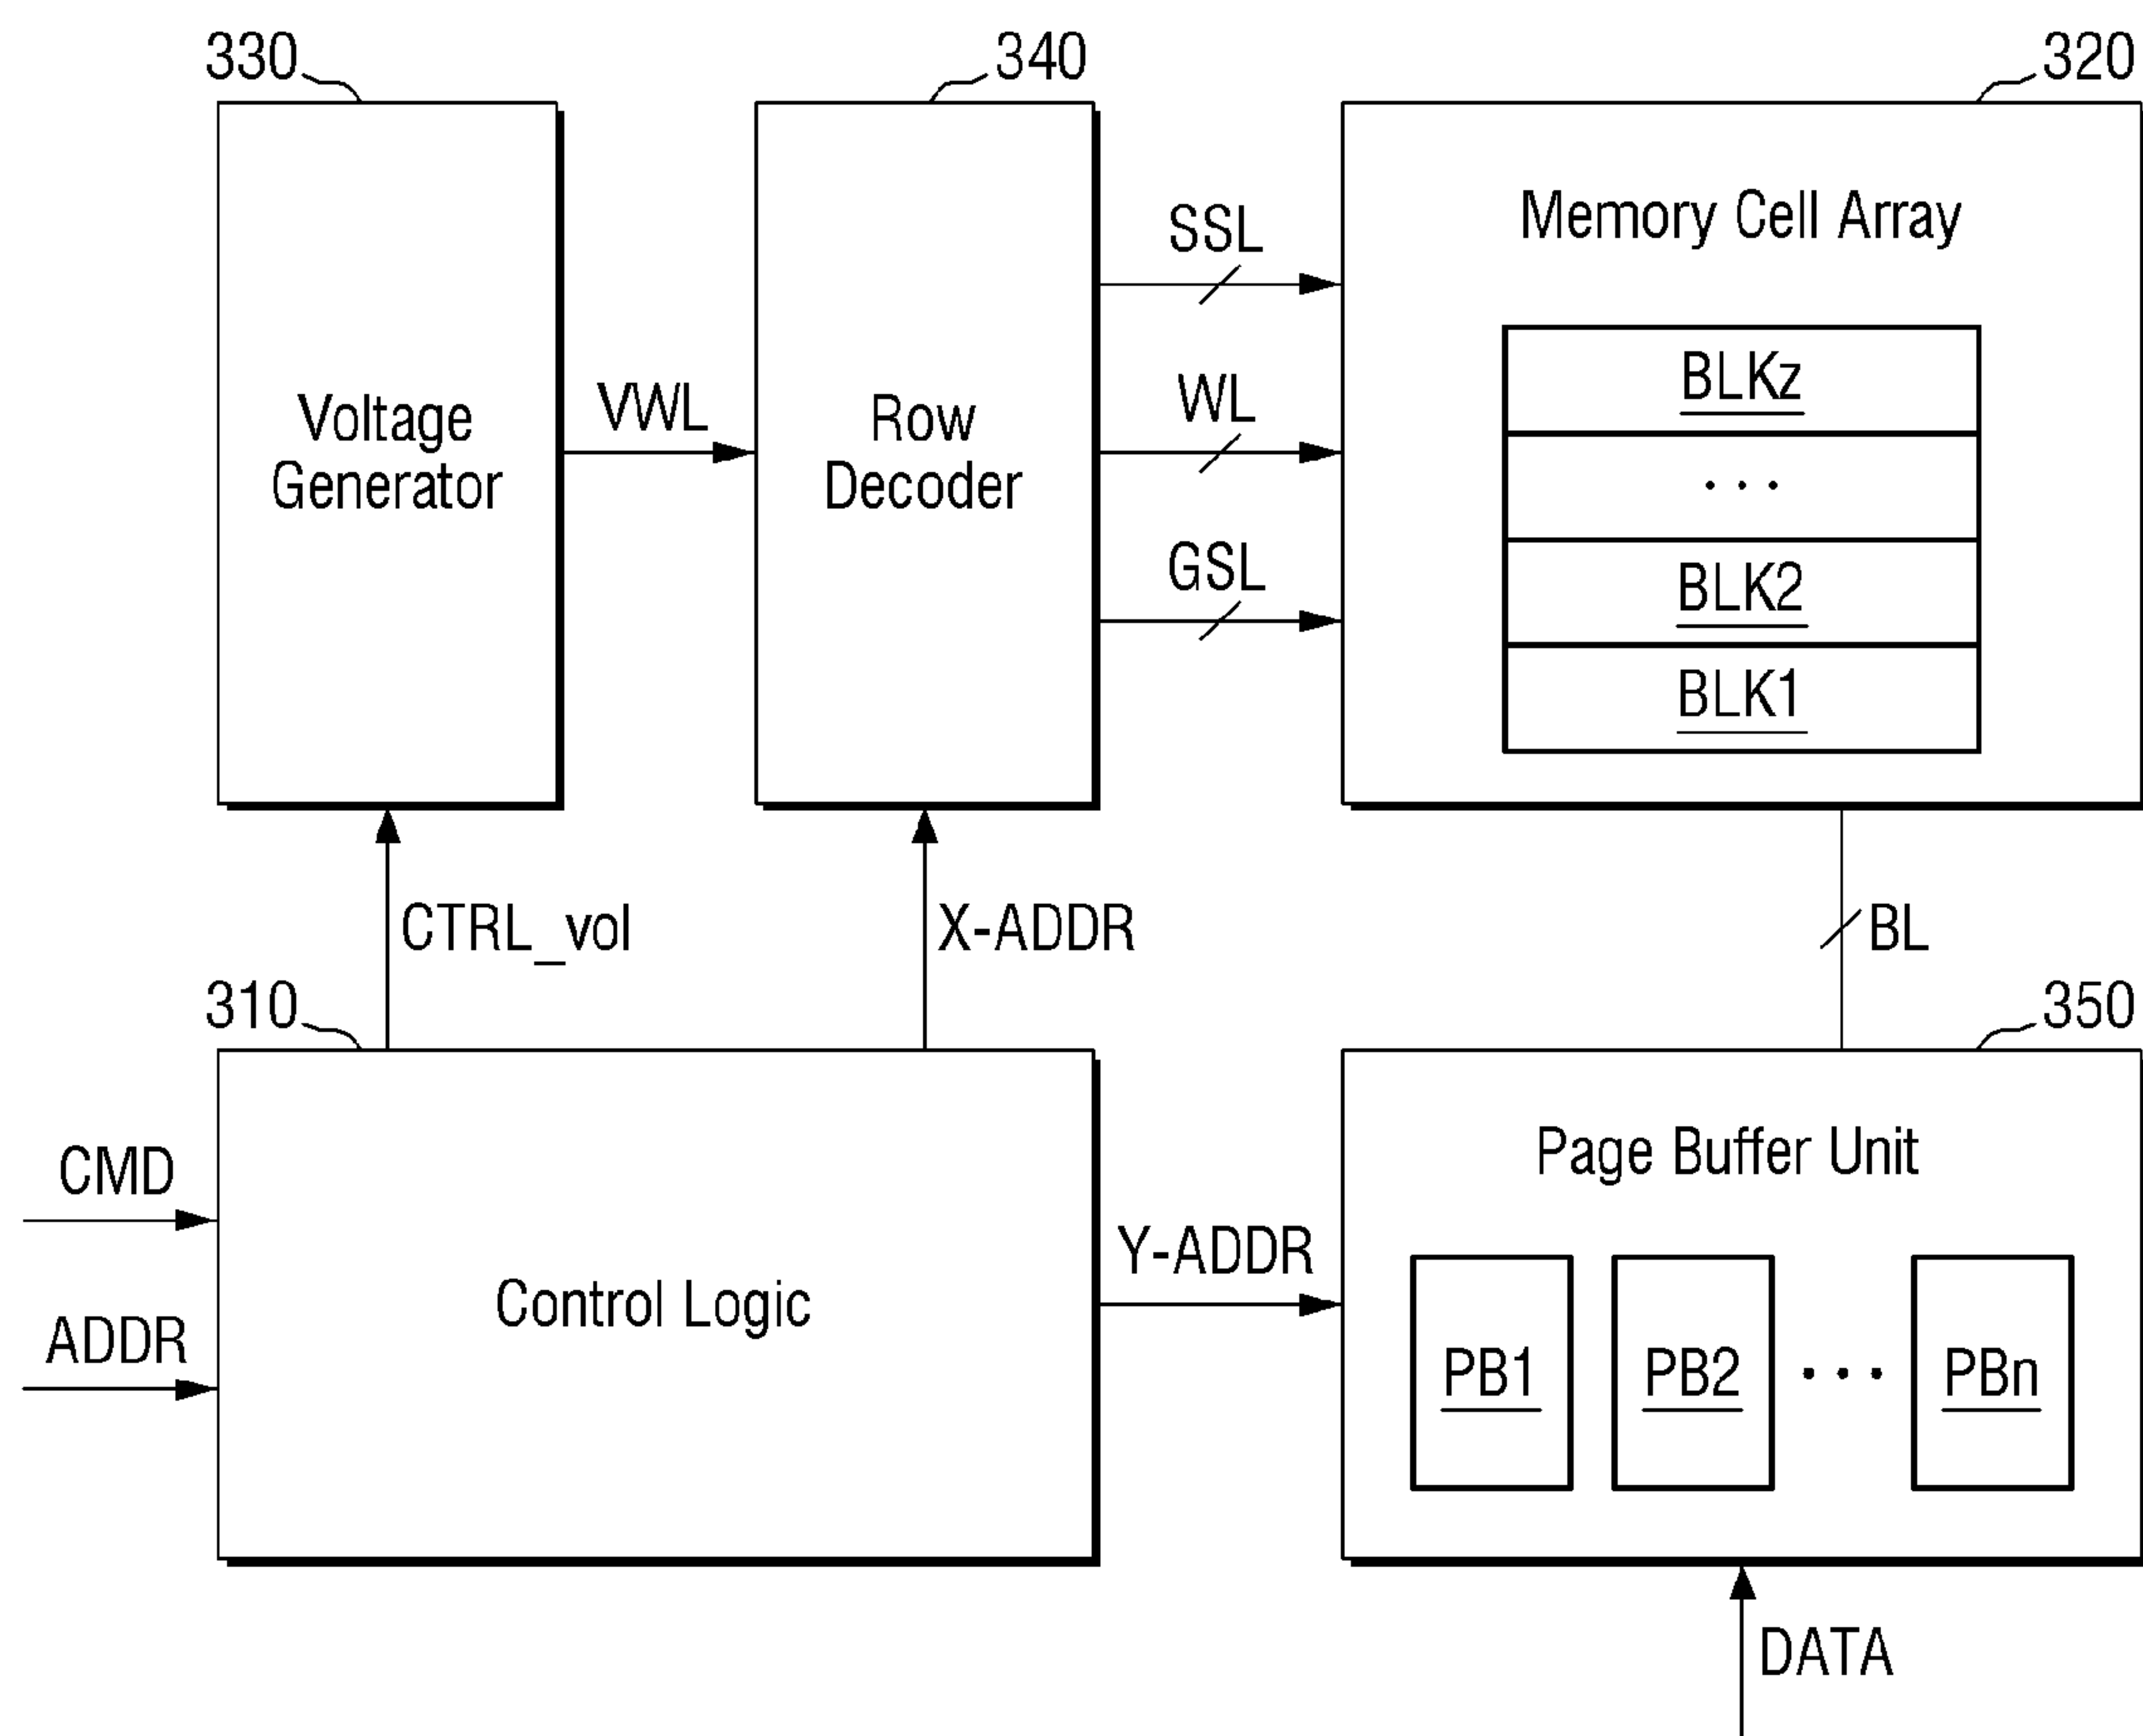 330
340
320
Voltage
Generator
VWL
Row
Decoder
SSL
WL
GSL
Memory Cell Array
BLKz
...
BLK2
BLK1
CTRL_vol
X-ADDR
BL
310
350
CMD
ADDR
Control Logic
Y-ADDR
Page Buffer Unit
PB1 PB2 ... PBn
DATA